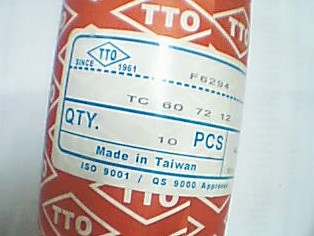 TTO
TTO
SINCE 1961
F6294
TC 60 72 12
QTY.
10 PCS
Made in Taiwan
ISO 9001 / QS 9000 Approved
TTO
TTO